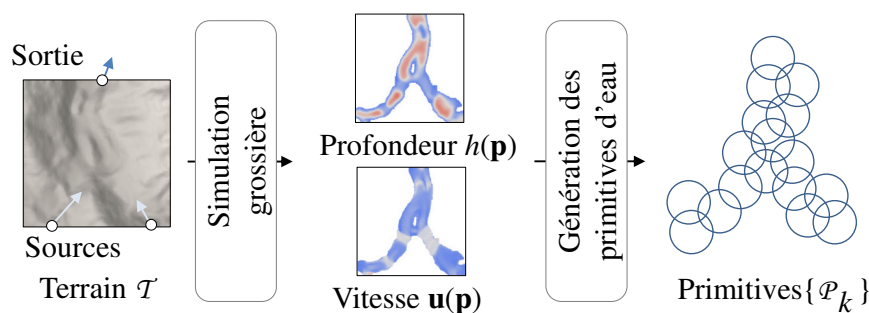 Sortie
Sources
Terrain 𝒯
Simulation
grossière
Profondeur h(p)
Vitesse u(p)
Génération des
primitives d'eau
Primitives{𝒫k}